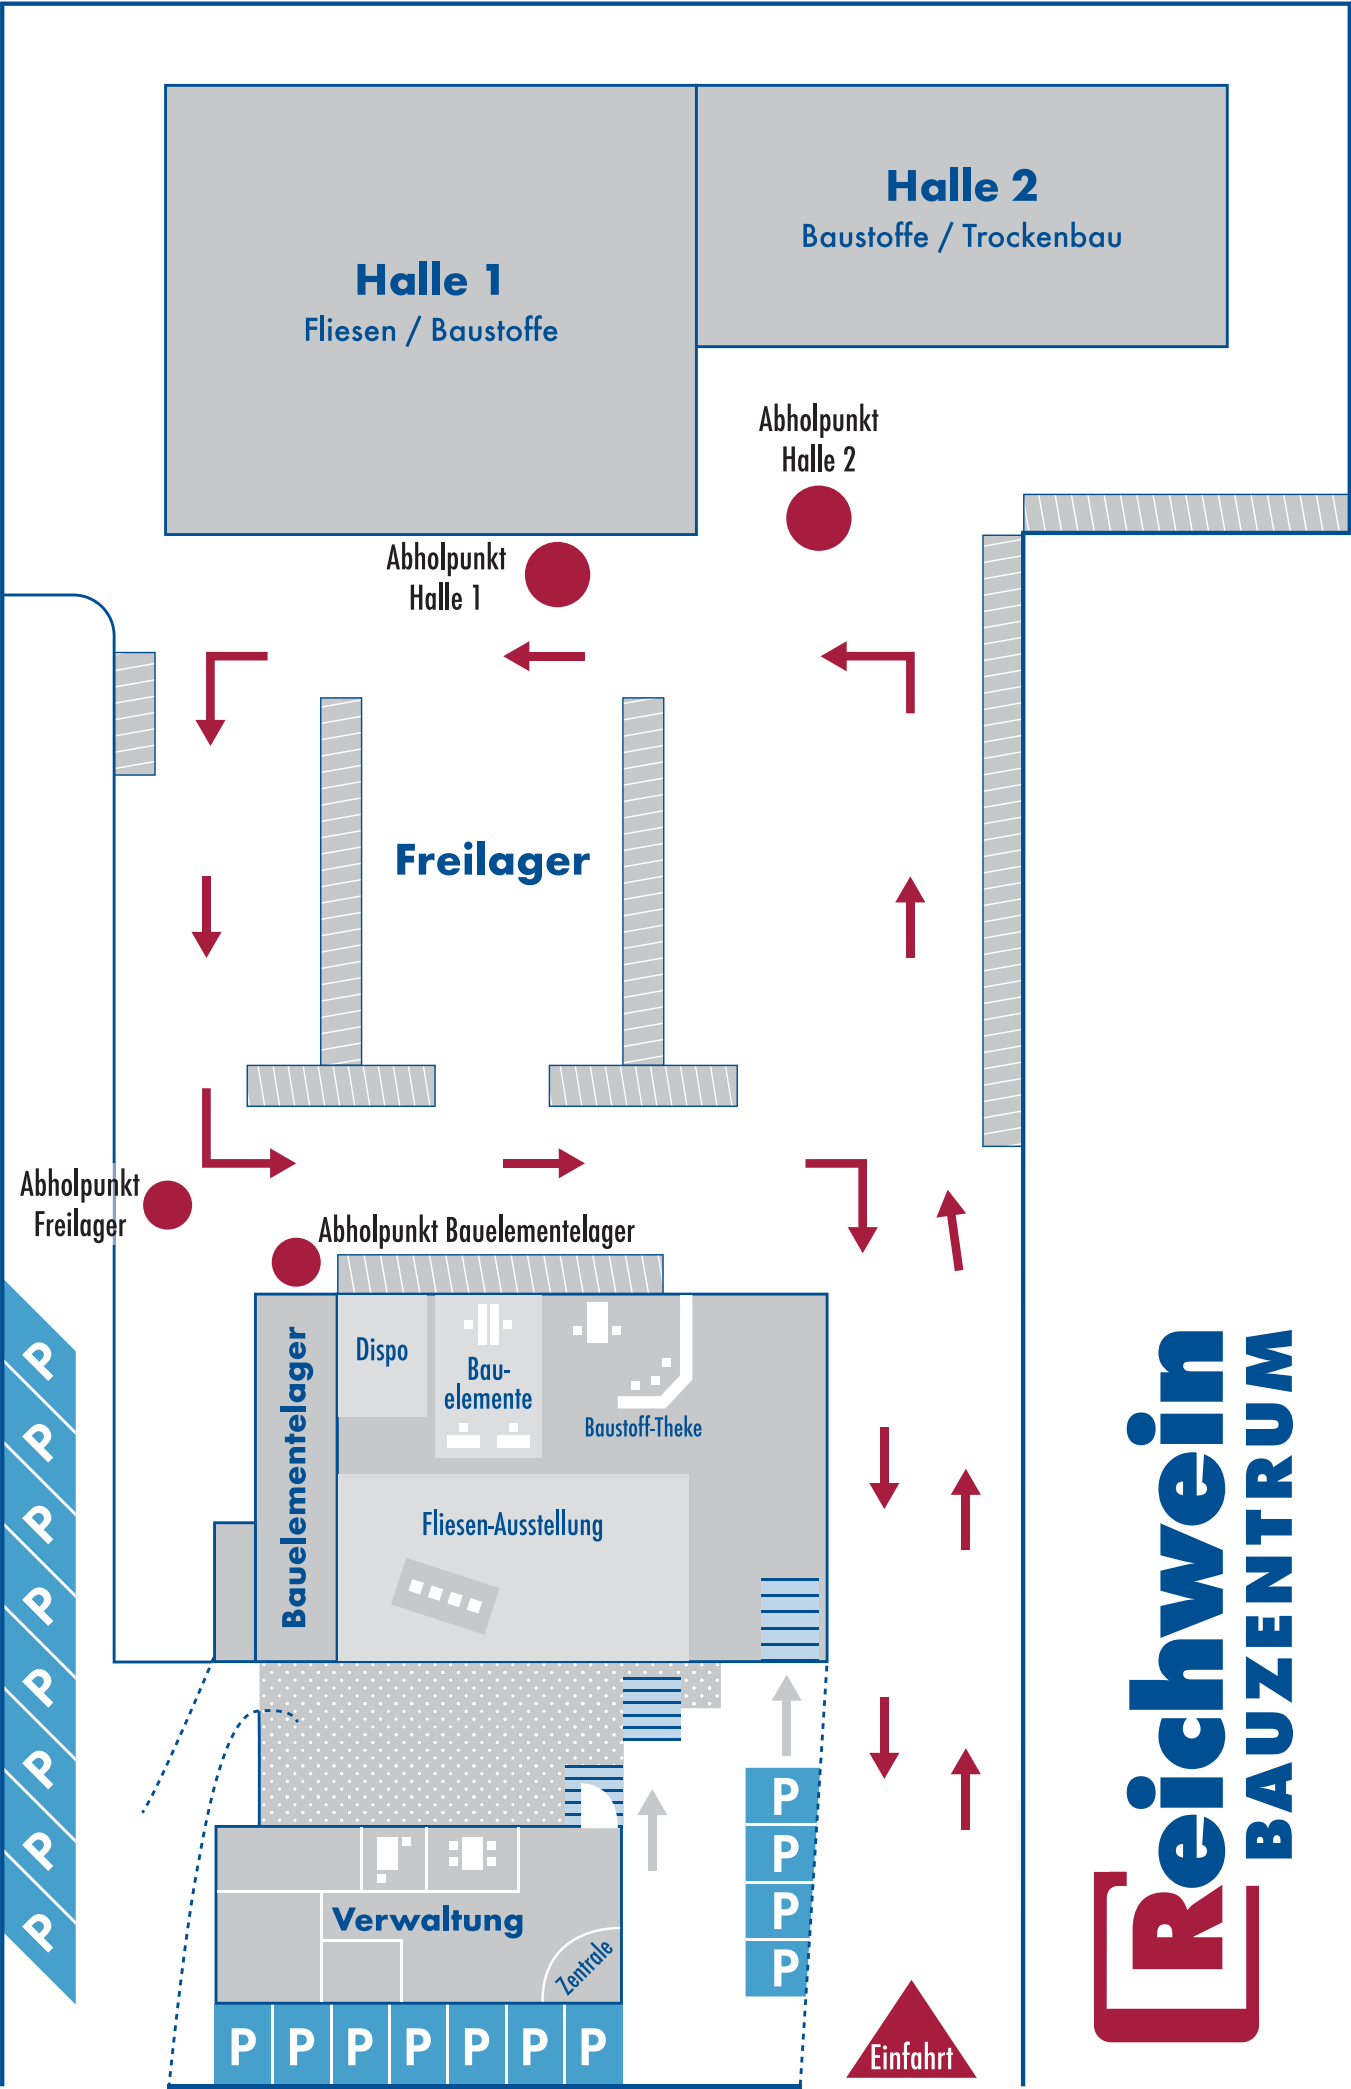 Halle 1
Fliesen / Baustoffe
Halle 2
Baustoffe / Trockenbau
Abholpunkt
Halle 2
Abholpunkt
Halle 1
Freilager
Abholpunkt
Freilager
Abholpunkt Bauelementelager
Bauelementelager
Dispo
Bau-
elemente
Baustoff-Theke
Fliesen-Ausstellung
P
P
P
P
P
P
P
P
P
P
P
P
Verwaltung
Zentrale
P
P
P
P
P
P
P
Einfahrt
Reichwein
BAUZENTRUM